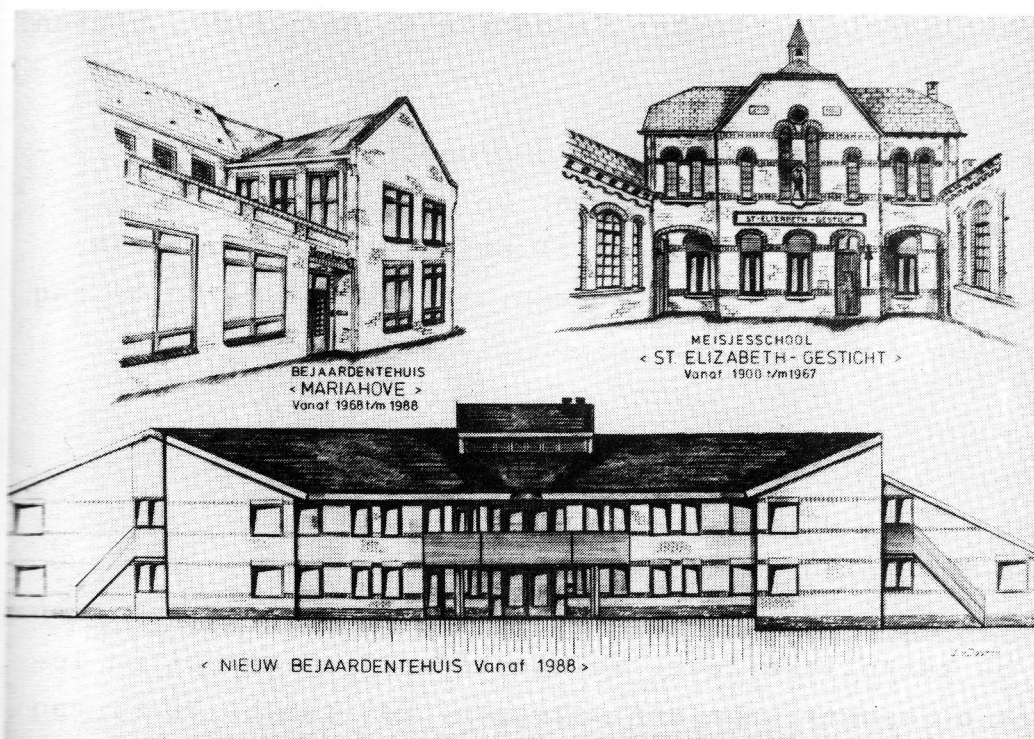 ST-ELIZABETH-GESTICHT
BEJAARDENTEHUIS
< MARIAHOVE >
Vanaf 1968 t/m 1988
MEISJESSCHOOL
< ST. ELIZABETH - GESTICHT >
Vanaf 1900 t/m 1967
< NIEUW BEJAARDENTEHUIS Vanaf 1988 >